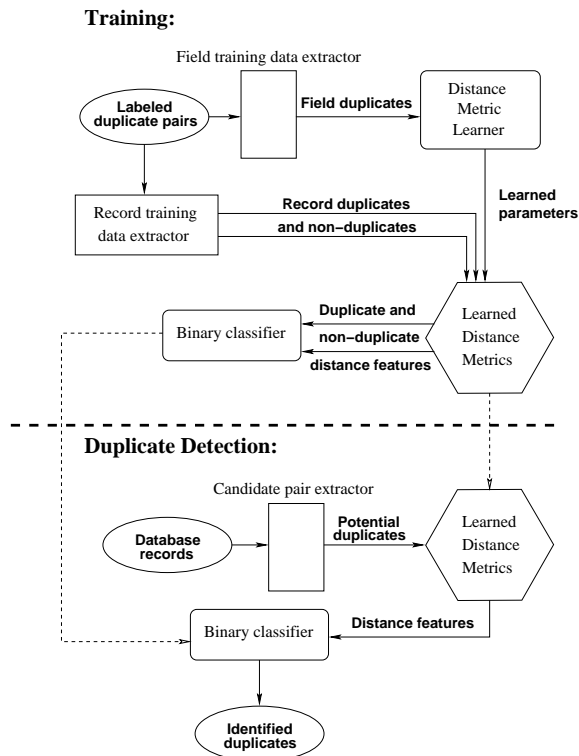 Training:
Field training data extractor
Labeled
duplicate pairs
Field duplicates
Distance
Metric
Learner
Record training
data extractor
Record duplicates
and non−duplicates
Learned
parameters
Binary classifier
Duplicate and
non−duplicate
distance features
Learned
Distance
Metrics
Duplicate Detection:
Candidate pair extractor
Database
records
Potential
duplicates
Learned
Distance
Metrics
Binary classifier
Distance features
Identified
duplicates